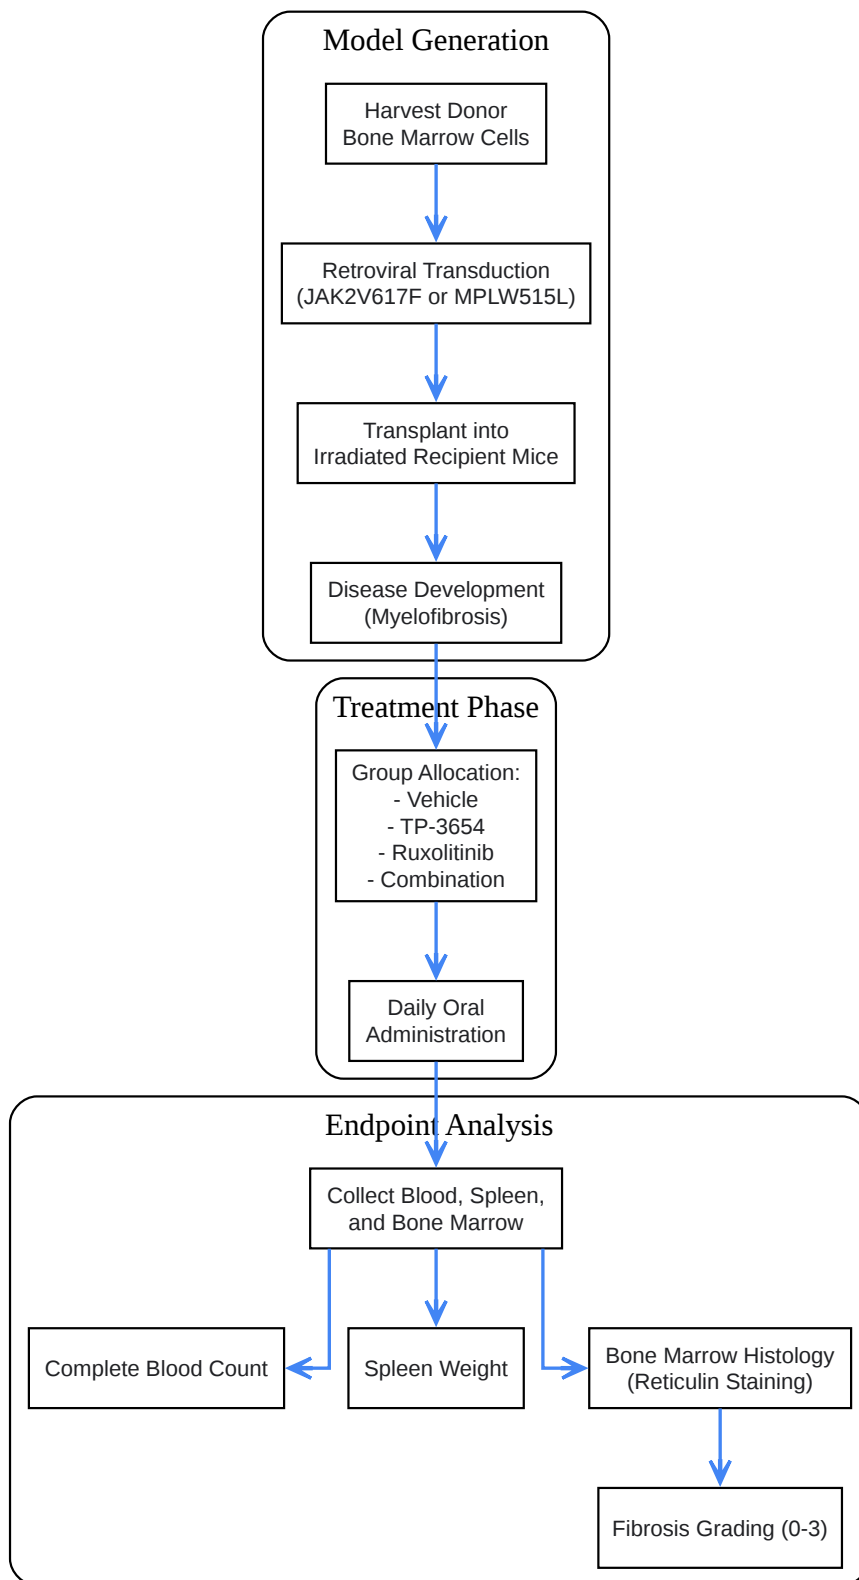 Model Generation
Harvest Donor
Bone Marrow Cells
Retroviral Transduction
(JAK2V617F or MPLW515L)
Transplant into
Irradiated Recipient Mice
Disease Development
(Myelofibrosis)
Treatment Phase
Group Allocation:
- Vehicle
- TP-3654
- Ruxolitinib
- Combination
Daily Oral
Administration
Endpoint Analysis
Collect Blood, Spleen,
and Bone Marrow
Complete Blood Count
Spleen Weight
Bone Marrow Histology
(Reticulin Staining)
Fibrosis Grading (0-3)